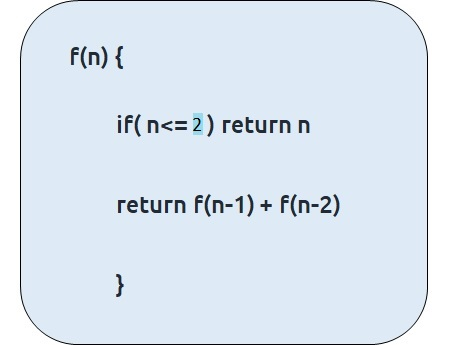 f(n) {
if( n<= 2 ) return n
return f(n-1) + f(n-2)
}